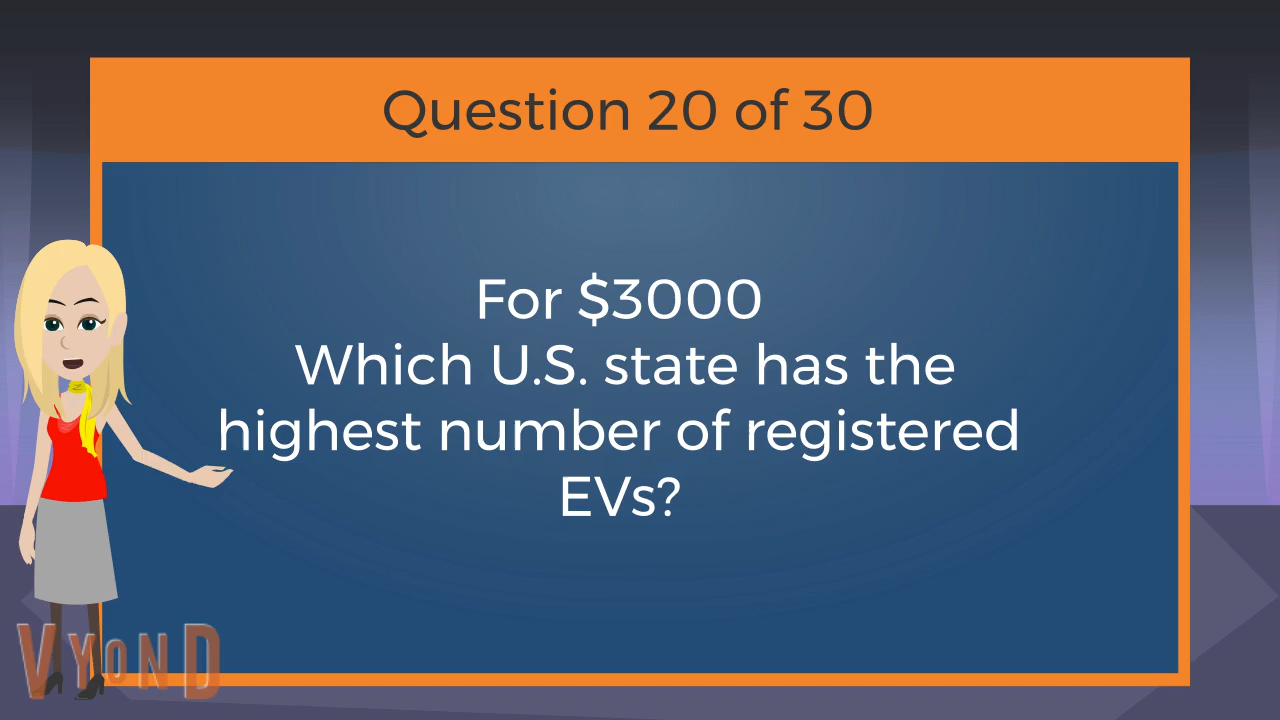 Question 20 of 30
For $3000
Which U.S. state has the
highest number of registered
EVs?
VYOND